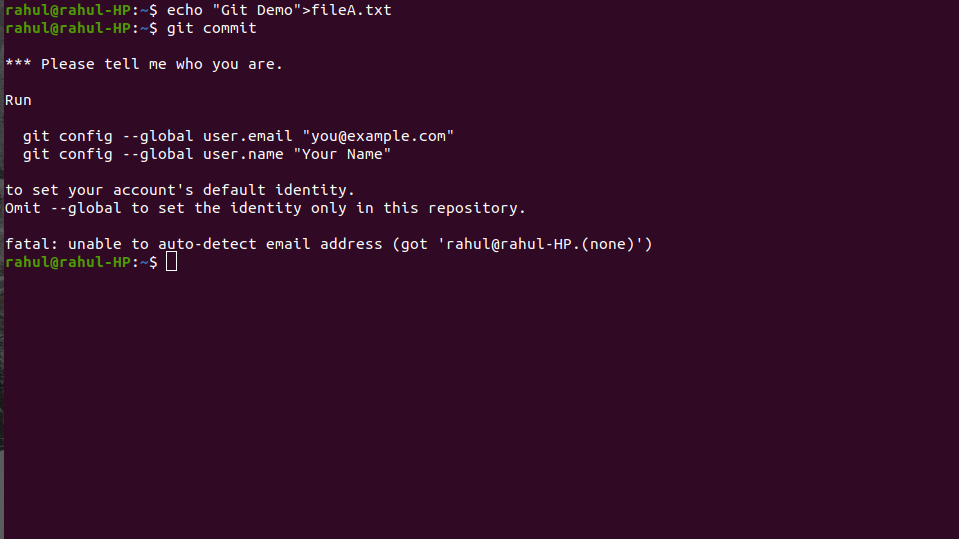 rahul@rahul-HP:~$ echo "Git Demo">fileA.txt
rahul@rahul-HP:~$ git commit
*** Please tell me who you are.
Run
git config --global user.email "you@example.com"
git config --global user.name "Your Name"
to set your account's default identity.
Omit --global to set the identity only in this repository.
fatal: unable to auto-detect email address (got 'rahul@rahul-HP.(none)')
rahul@rahul-HP:~$